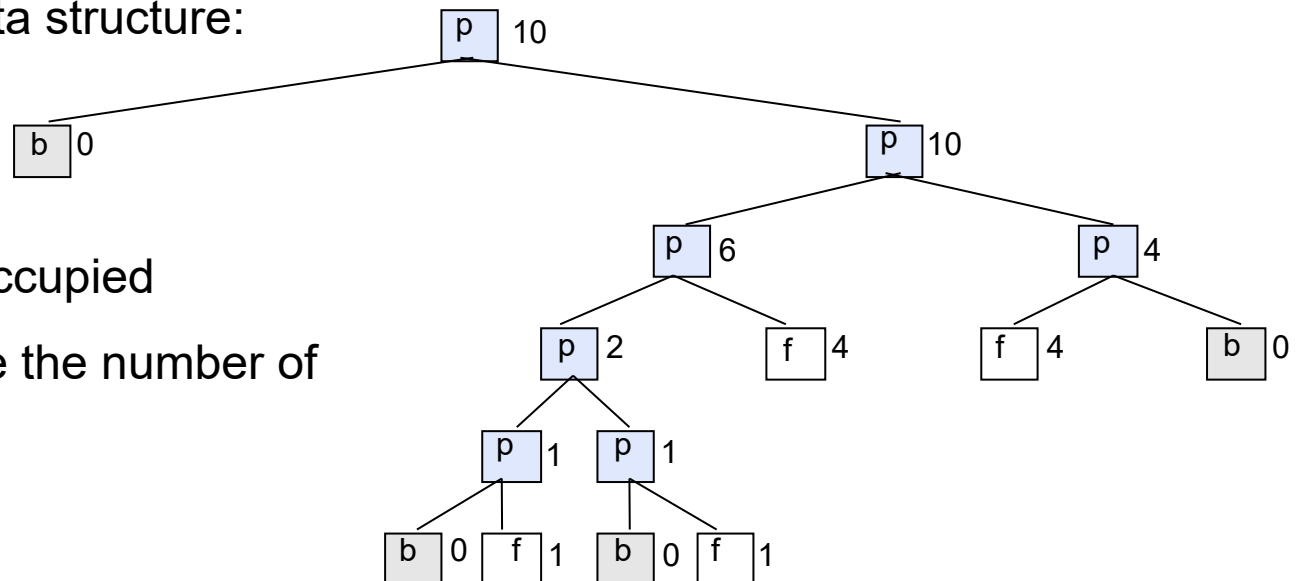 ta structure:
p 10
b 0
p 10
p 6
p 4
ccupied
p 2
f 4
f 4
b 0
e the number of
p 1
p 1
b 0
f 1
b 0
f 1